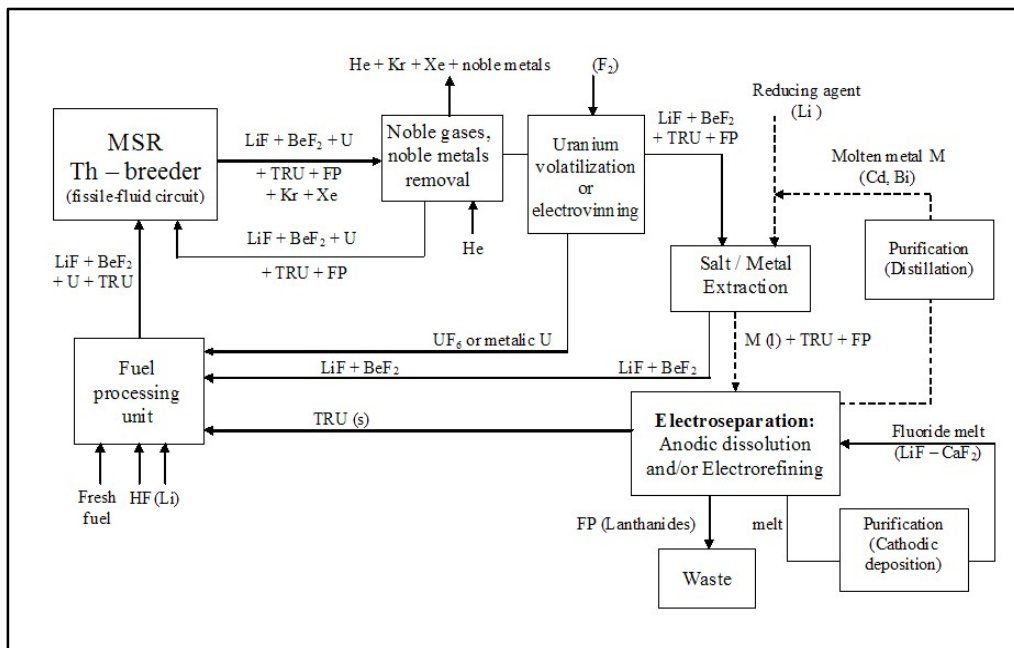 He + Kr + Xe + noble metals
(F₂)
Reducing agent
(Li )
MSR
Th – breeder
(fissile-fluid circuit)
LiF + BeF₂ + U
+ TRU + FP
+ Kr + Xe
Noble gases,
noble metals
removal
Uranium
volatilization
or
electrovinning
LiF + BeF₂
+ TRU + FP
Molten metal M
(Cd, Bi)
LiF + BeF₂ + U
+ TRU + FP
He
LiF + BeF₂
+ U + TRU
Salt / Metal
Extraction
Purification
(Distillation)
UF₆ or metalic U
M (l) + TRU + FP
LiF + BeF₂
LiF + BeF₂
Fuel
processing
unit
TRU (s)
Electroseparation:
Anodic dissolution
and/or Electrorefining
Fluoride melt
(LiF – CaF₂)
Fresh
fuel
HF (Li)
FP (Lanthanides)
melt
Purification
(Cathodic
deposition)
Waste